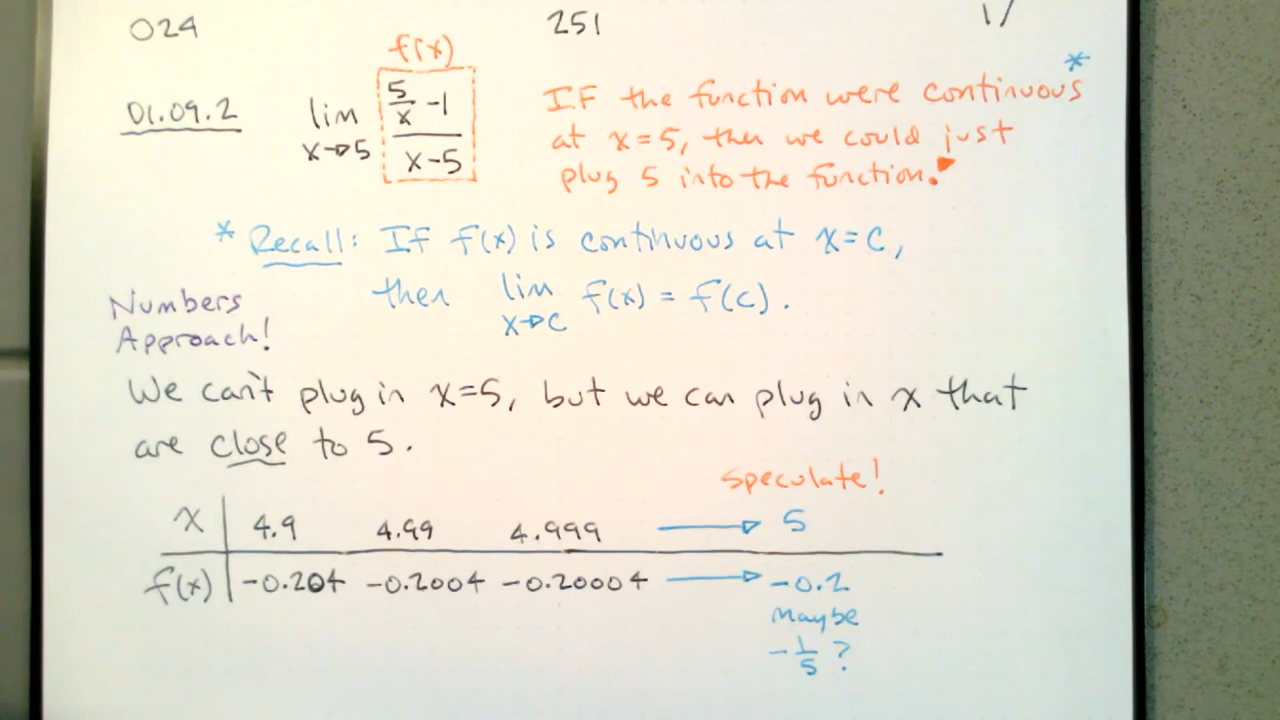 024 251 1/
f(x)
01.09.2 lim x→5 (5/x - 1)/(x-5)
IF the function were continuous*
at x=5, then we could just
plug 5 into the function.
* Recall: If f(x) is continuous at x=c,
then lim x→c f(x) = f(c).
Numbers
Approach!
We can't plug in x=5, but we can plug in x that
are close to 5.
speculate!
x | 4.9 4.99 4.999 → 5
f(x) | -0.204 -0.2004 -0.20004 → -0.2
Maybe
-1/5 ?